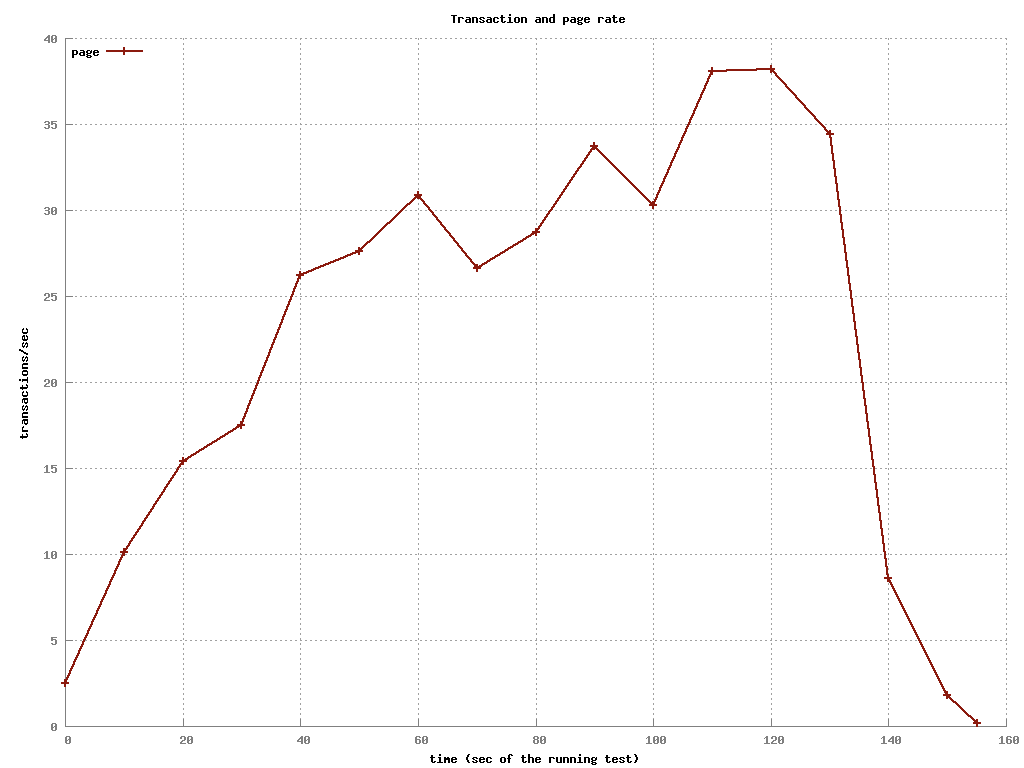 Transaction and page rate
page
40
35
30
25
20
15
10
5
0
transactions/sec
0 20 40 60 80 100 120 140 160
time (sec of the running test)